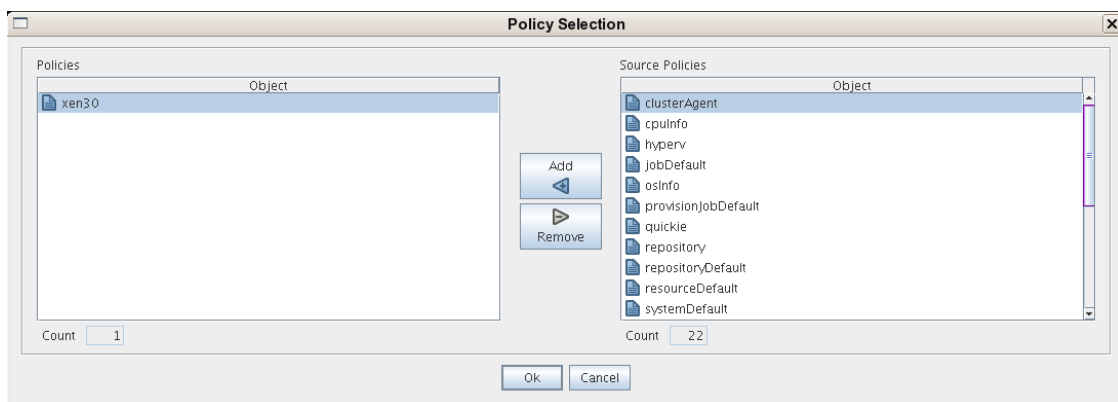 Policy Selection
Policies
Source Policies
Object
xen30
Add
Remove
Object
clusterAgent
cpuInfo
hyperv
jobDefault
osInfo
provisionJobDefault
quickie
repository
repositoryDefault
resourceDefault
systemDefault
Count 1
Count 22
Ok
Cancel